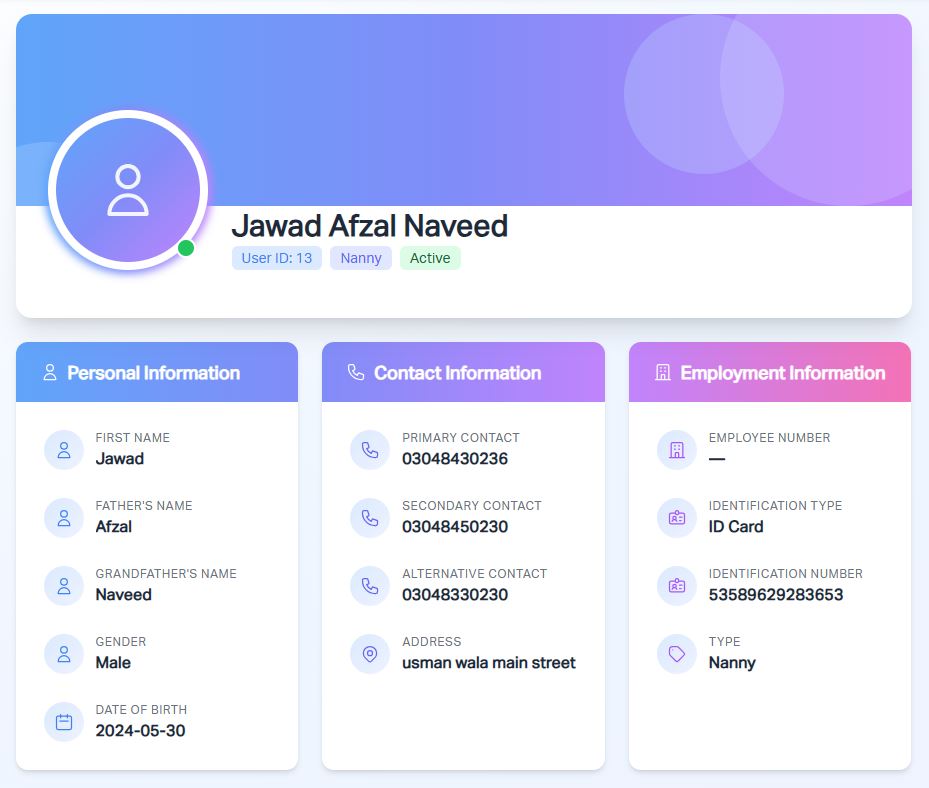 Jawad Afzal Naveed
User ID: 13
Nanny
Active
Personal Information
FIRST NAME
Jawad
FATHER'S NAME
Afzal
GRANDFATHER'S NAME
Naveed
GENDER
Male
DATE OF BIRTH
2024-05-30
Contact Information
PRIMARY CONTACT
03048430236
SECONDARY CONTACT
03048450230
ALTERNATIVE CONTACT
03048330230
ADDRESS
usman wala main street
Employment Information
EMPLOYEE NUMBER
—
IDENTIFICATION TYPE
ID Card
IDENTIFICATION NUMBER
53589629283653
TYPE
Nanny